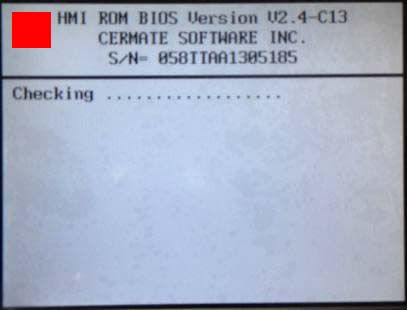 HMI ROM BIOS Version V2.4-C13
CERMATE SOFTWARE INC.
S/N= 058TTAA1305185
Checking ..................